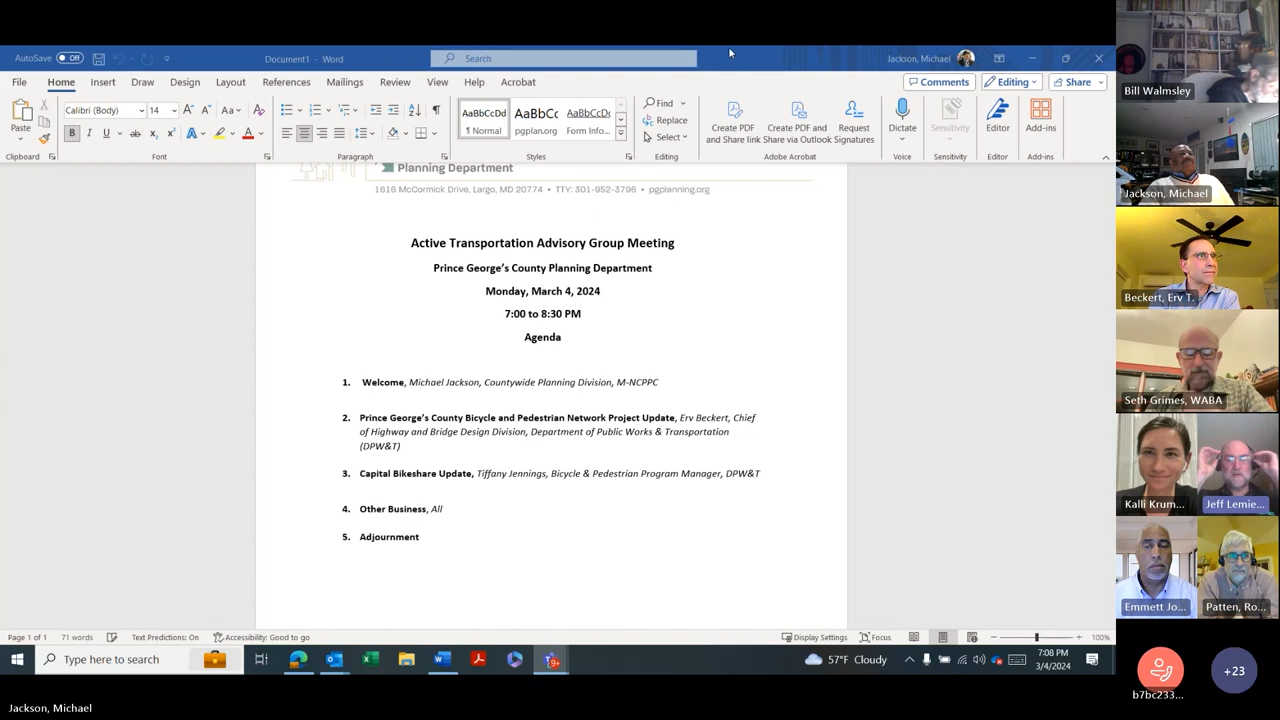 AutoSave Off
Document1 - Word
Search
Jackson, Michael
File Home Insert Draw Design Layout References Mailings Review View Help Acrobat
Comments Editing Share
Paste
Clipboard
Calibri (Body) 14
Font
Paragraph
AaBbCcDd AaBbCc AaBbCcDd
¶ Normal pgplan.org Form Info...
Styles
Find
Replace
Select
Editing
Create PDF and Share link
Create PDF and Share via Outlook
Request Signatures
Adobe Acrobat
Dictate
Voice
Sensitivity
Sensitivity
Editor
Editor
Add-ins
Add-ins
Planning Department
1616 McCormick Drive, Largo, MD 20774 • TTY: 301-952-3796 • pgplanning.org
Active Transportation Advisory Group Meeting
Prince George's County Planning Department
Monday, March 4, 2024
7:00 to 8:30 PM
Agenda
1. Welcome, Michael Jackson, Countywide Planning Division, M-NCPPC
2. Prince George's County Bicycle and Pedestrian Network Project Update, Erv Beckert, Chief
of Highway and Bridge Design Division, Department of Public Works & Transportation
(DPW&T)
3. Capital Bikeshare Update, Tiffany Jennings, Bicycle & Pedestrian Program Manager, DPW&T
4. Other Business, All
5. Adjournment
Page 1 of 1 71 words Text Predictions: On Accessibility: Good to go
Display Settings Focus 100%
Type here to search
57°F Cloudy
7:08 PM
3/4/2024
Jackson, Michael
Bill Walmsley
Jackson, Michael
Beckert, Erv T.
Seth Grimes, WABA
Kalli Krum...
Jeff Lemie...
Emmett Jo...
Patten, Ro...
b7bc233...
+23